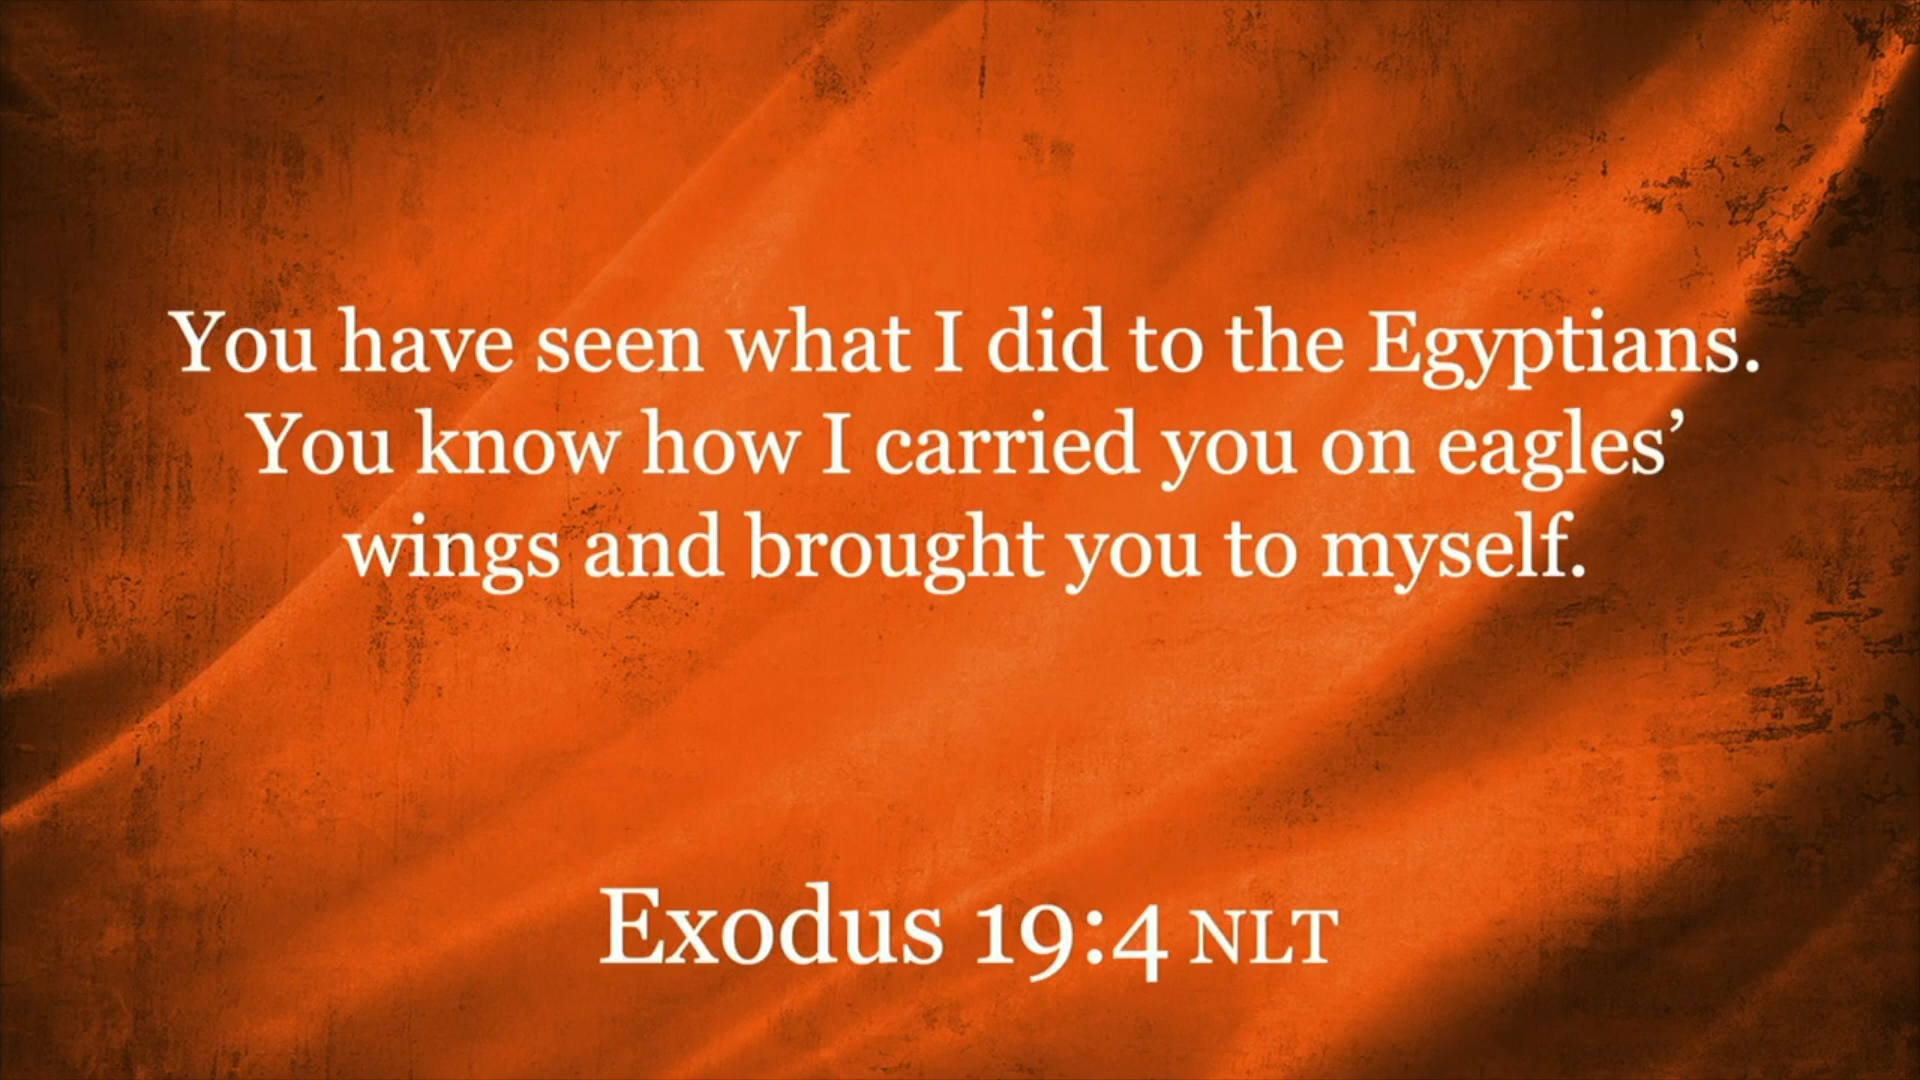 You have seen what I did to the Egyptians.
You know how I carried you on eagles’
wings and brought you to myself.
Exodus 19:4 NLT